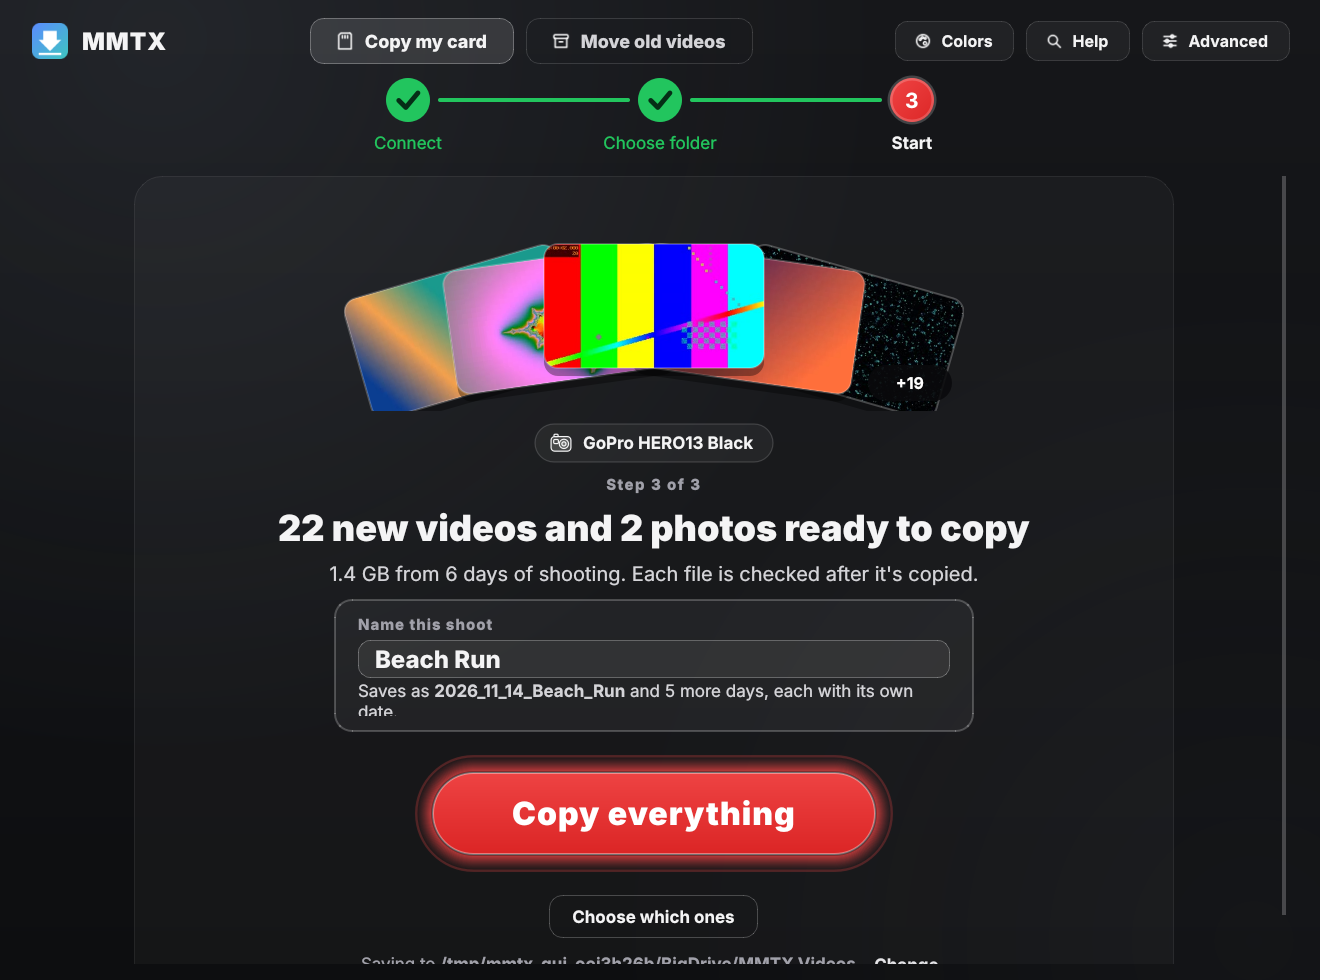 MMTX
Copy my card
Move old videos
Colors
Help
Advanced
3
Connect
Choose folder
Start
+19
GoPro HERO13 Black
Step 3 of 3
22 new videos and 2 photos ready to copy
1.4 GB from 6 days of shooting. Each file is checked after it's copied.
Name this shoot
Beach Run
Saves as 2026_11_14_Beach_Run and 5 more days, each with its own
date.
Copy everything
Choose which ones
Change